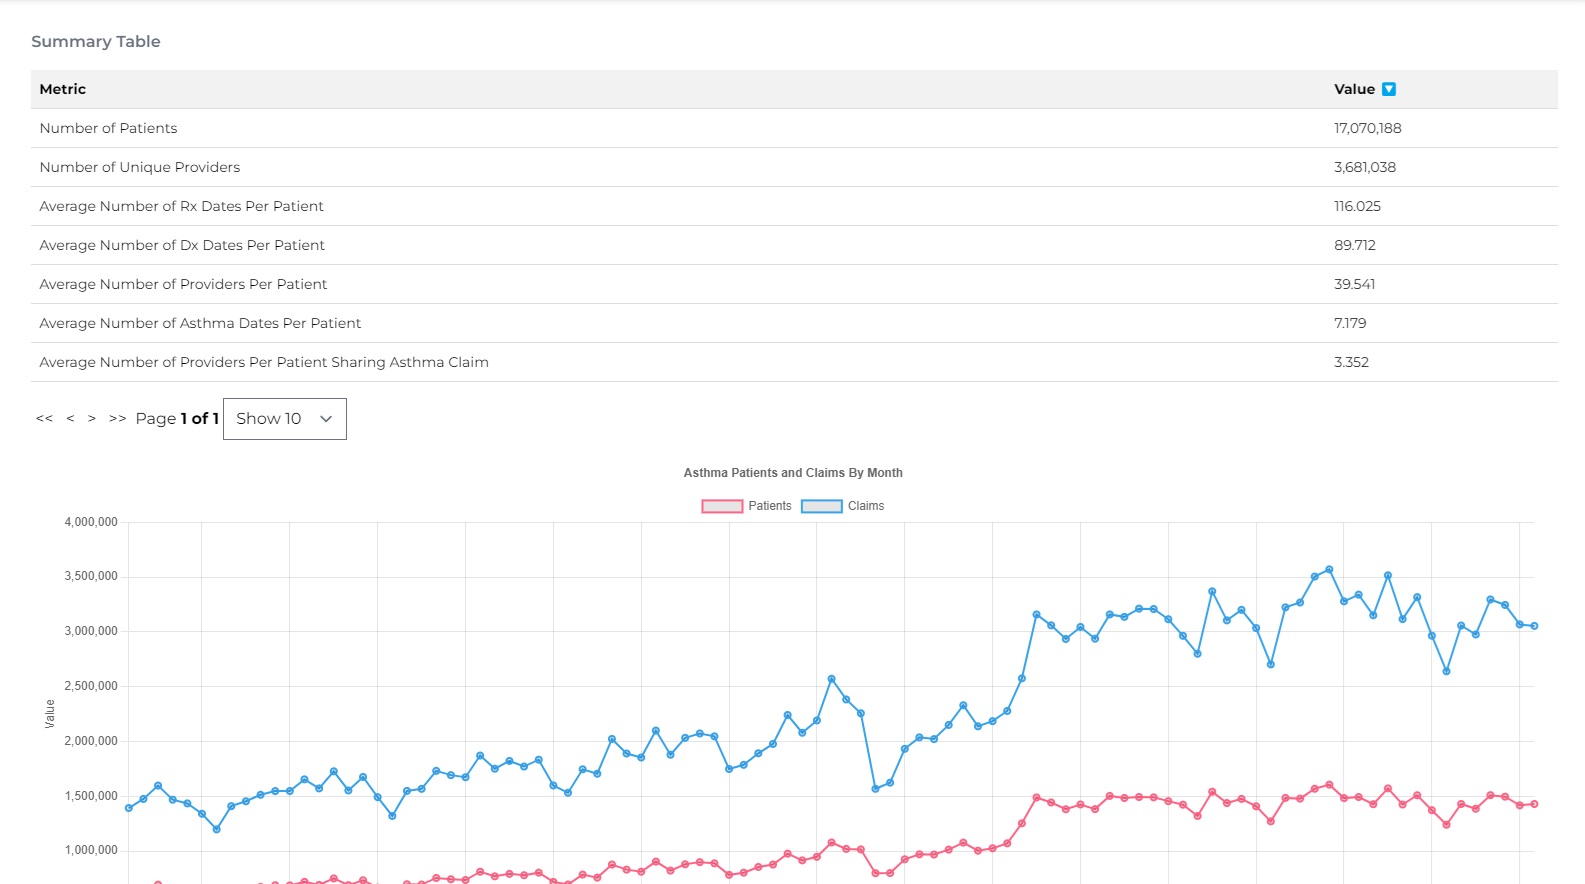 Summary Table
Metric Value
Number of Patients 17,070,188
Number of Unique Providers 3,681,038
Average Number of Rx Dates Per Patient 116.025
Average Number of Dx Dates Per Patient 89.712
Average Number of Providers Per Patient 39.541
Average Number of Asthma Dates Per Patient 7.179
Average Number of Providers Per Patient Sharing Asthma Claim 3.352
<< < > >> Page 1 of 1 Show 10
Asthma Patients and Claims By Month
Patients Claims
4,000,000
3,500,000
3,000,000
2,500,000
Value
2,000,000
1,500,000
1,000,000